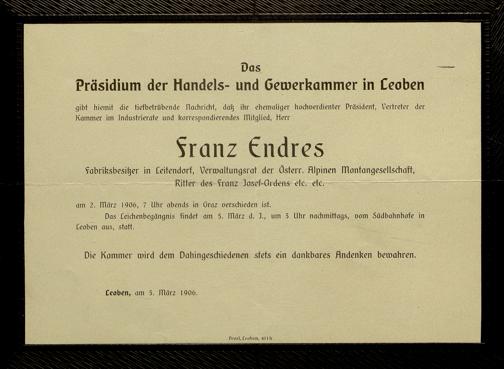 Das
Präsidium der Handels- und Gewerkammer in Leoben
gibt hiemit die tiefbetrübende Nachricht, daß ihr ehemaliger hochverdienter Präsident, Vertreter der
Kammer im Industrierate und korrespondierendes Mitglied, Herr
Franz Endres
Fabriksbesitzer in Leitendorf, Verwaltungsrat der Österr. Alpinen Montangesellschaft,
Ritter des Franz Josef-Ordens etc. etc.
am 2. März 1906, 7 Uhr abends in Graz verschieden ist.
Das Leichenbegängnis findet am 5. März d. J., um 3 Uhr nachmittags, vom Südbahnhofe in
Leoben aus, statt.
Die Kammer wird dem Dahingeschiedenen stets ein dankbares Andenken bewahren.
Leoben, am 3. März 1906.
Leoben,